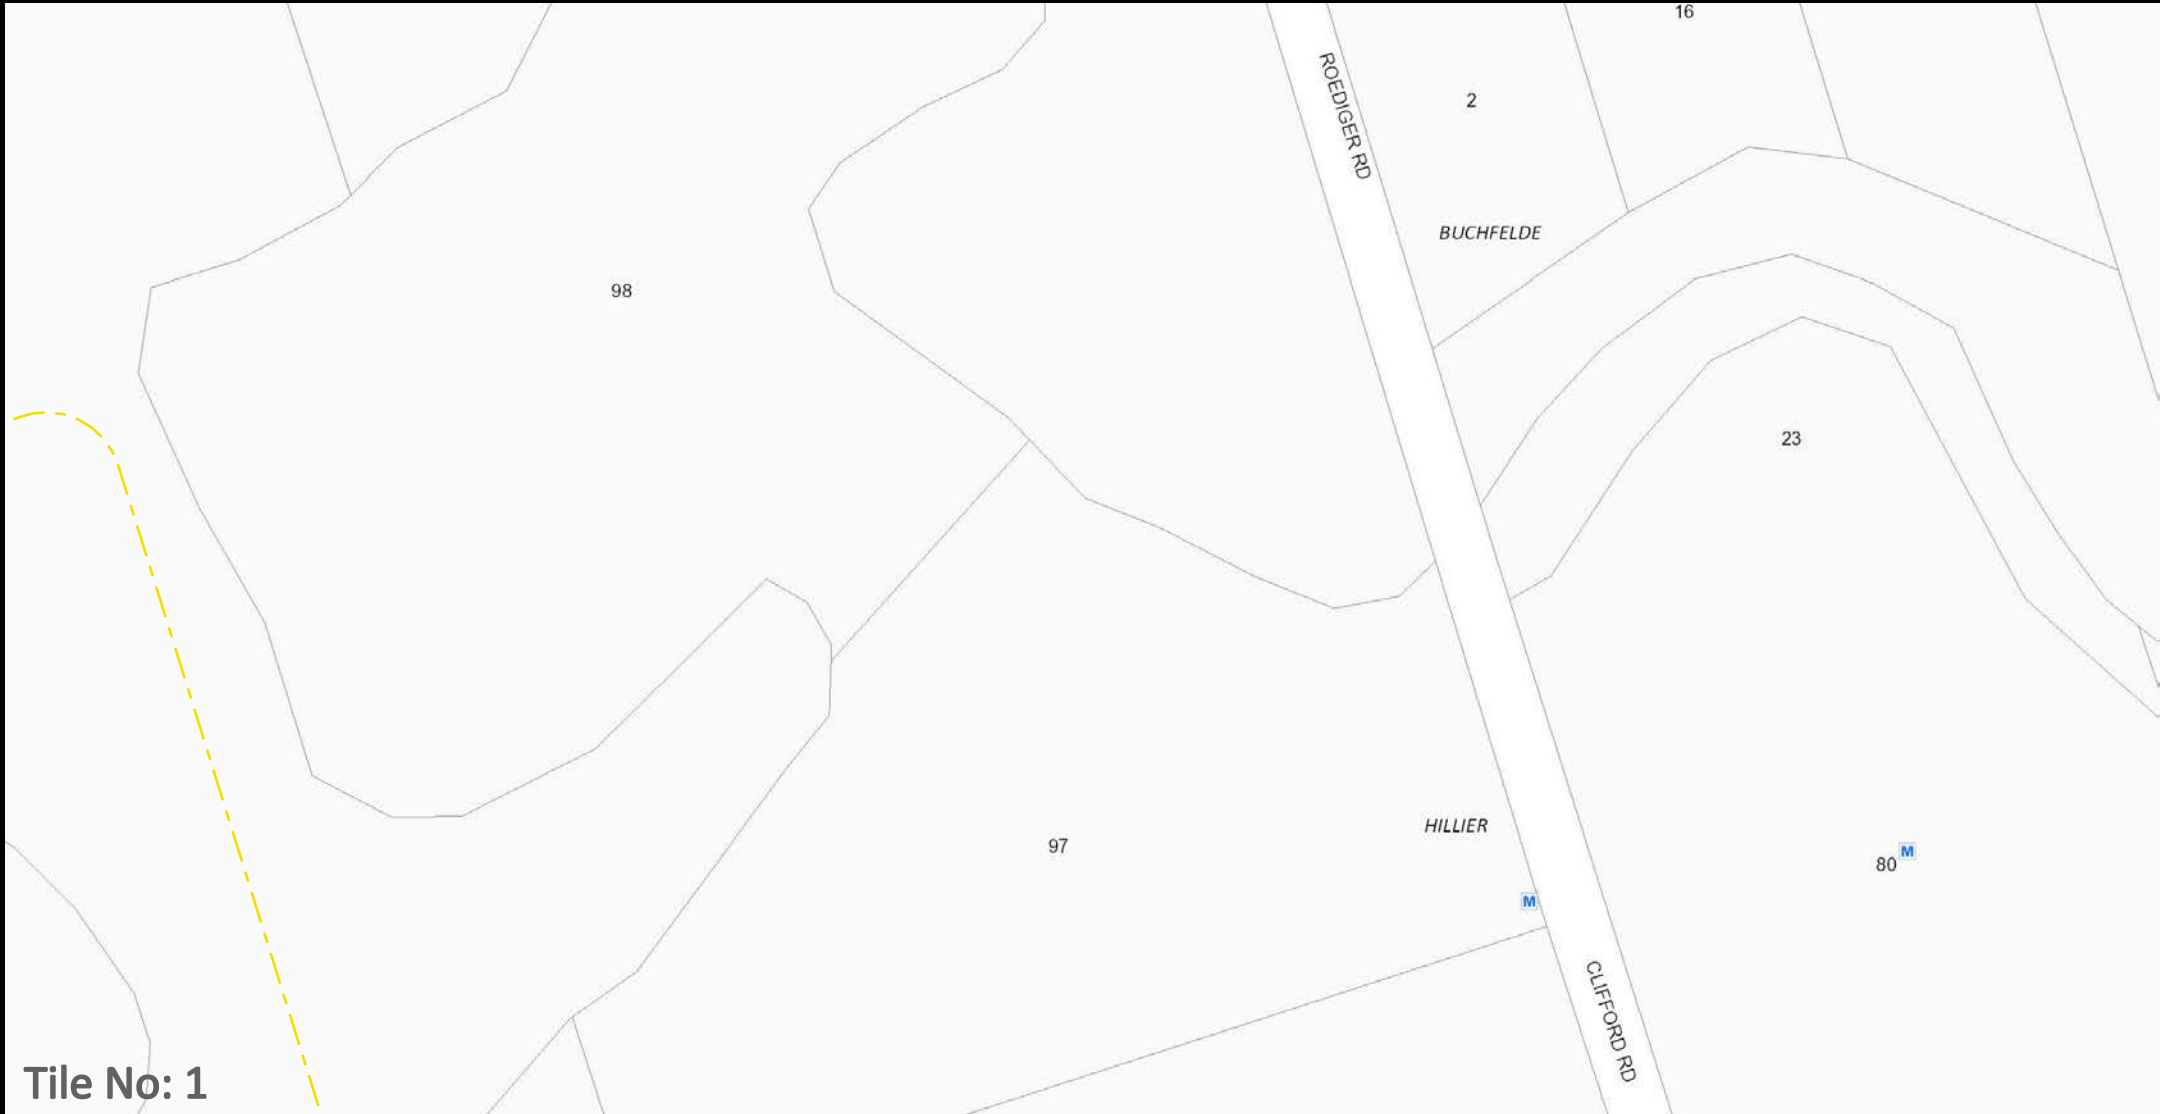 16
ROEDIGER RD
2
BUCHFELDE
98
23
HILLIER
97
80 M
M
CLIFFORD RD
Tile No: 1